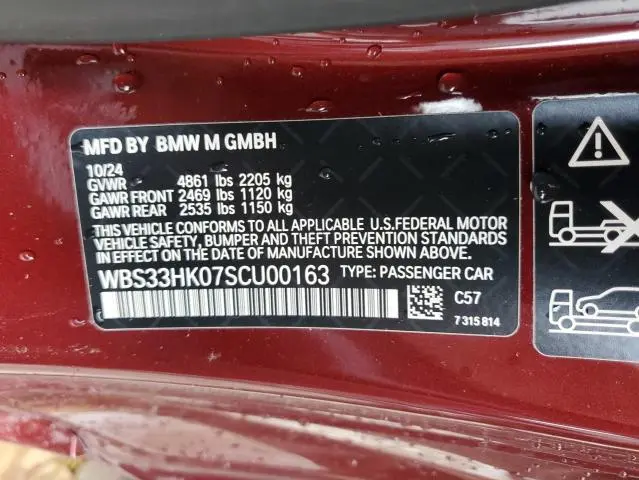 MFD BY BMW M GMBH
10/24
GVWR 4861 lbs 2205 kg
GAWR FRONT 2469 lbs 1120 kg
GAWR REAR 2535 lbs 1150 kg
THIS VEHICLE CONFORMS TO ALL APPLICABLE U.S.FEDERAL MOTOR
VEHICLE SAFETY, BUMPER AND THEFT PREVENTION STANDARDS
IN EFFECT ON THE DATE OF MANUFACTURE SHOWN ABOVE.
WBS33HK07SCU00163 TYPE: PASSENGER CAR
C57
7 315 814